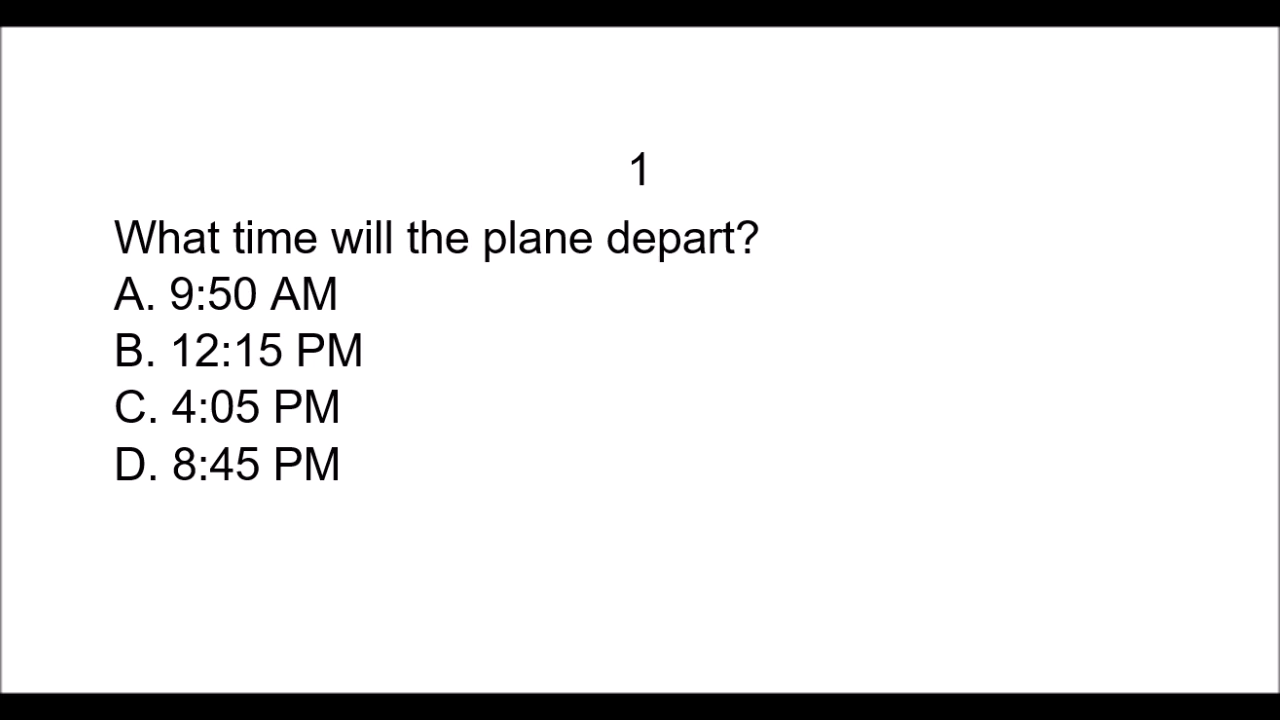 1
What time will the plane depart?
A. 9:50 AM
B. 12:15 PM
C. 4:05 PM
D. 8:45 PM